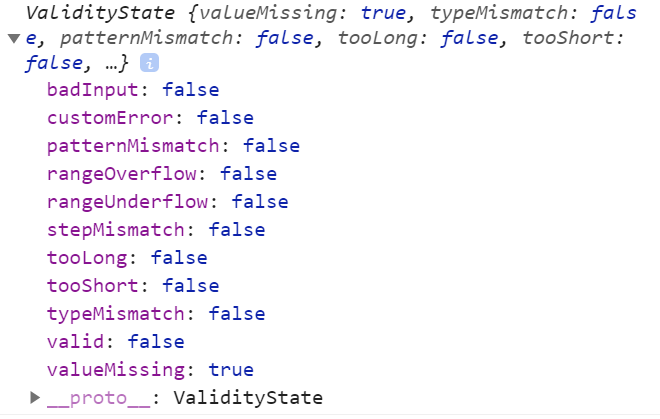 ValidityState {valueMissing: true, typeMismatch: fals
e, patternMismatch: false, tooLong: false, tooShort:
false, …} i
badInput: false
customError: false
patternMismatch: false
rangeOverflow: false
rangeUnderflow: false
stepMismatch: false
tooLong: false
tooShort: false
typeMismatch: false
valid: false
valueMissing: true
__proto__: ValidityState